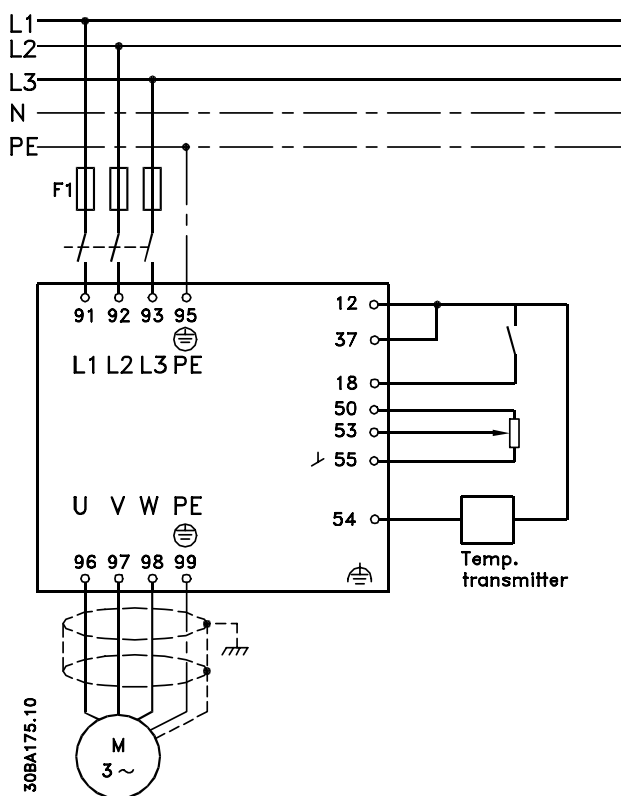 L1
L2
L3
N
PE
F1
91 92 93 95
L1 L2 L3 PE
12
37
18
50
53
55
54
U V W PE
96 97 98 99
Temp.
transmitter
M
3~
30BA175.10